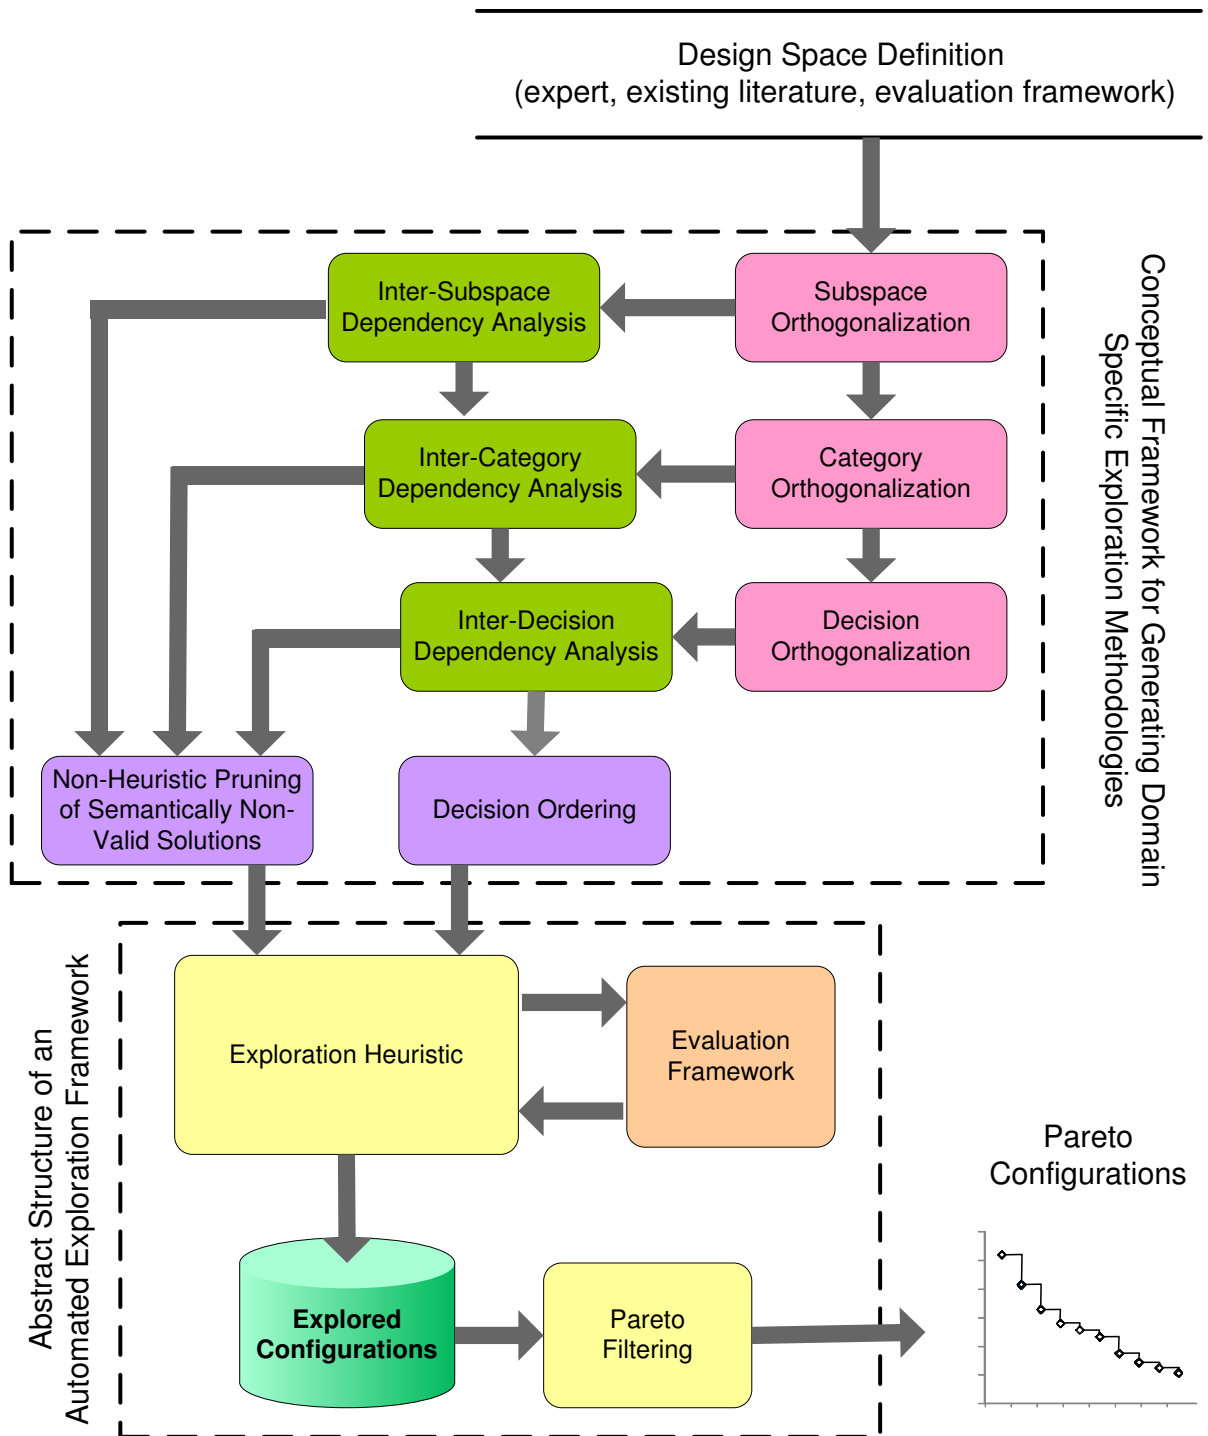 Design Space Definition
(expert, existing literature, evaluation framework)
Inter-Subspace
Dependency Analysis
Subspace
Orthogonalization
Inter-Category
Dependency Analysis
Category
Orthogonalization
Inter-Decision
Dependency Analysis
Decision
Orthogonalization
Non-Heuristic Pruning
of Semantically Non-
Valid Solutions
Decision Ordering
Conceptual Framework for Generating Domain
Specific Exploration Methodologies
Exploration Heuristic
Evaluation
Framework
Explored
Configurations
Pareto
Filtering
Abstract Structure of an
Automated Exploration Framework
Pareto
Configurations